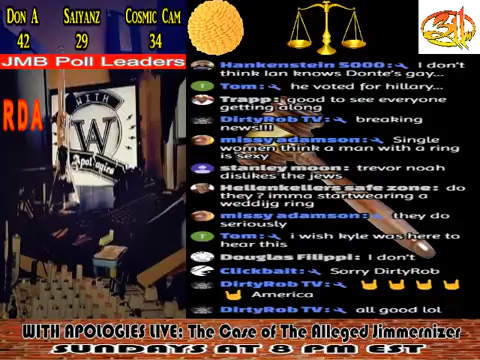 Don A Saiyanz Cosmic Cam
42 29 34
JMB Poll Leaders
RDA
WITH
W
Apologies
Hankenstein 5000: I don't
think Ian knows Donte's gay...
Tom: he voted for hillary...
Trapp: good to see everyone
getting along
DirtyRob TV: breaking
news!!!!
missy adamson: Single
women think a man with a ring
is sexy
stanley moon: trevor noah
dislikes the jews
Hellenkellers safe zone: do
they ? imma startwearing a
weddijg ring
missy adamson: they do
seriously
Tom: i wish kyle was here to
hear this
Douglas Filippi: I don't
Clickbait: Sorry DirtyRob
DirtyRob TV: 🤘 🤘 🤘 🤘 🤘
🤘 America
DirtyRob TV: all good lol
WITH APOLOGIES LIVE: The Case of The Alleged Jimmernizer
SUNDAYS AT 8 PM EST